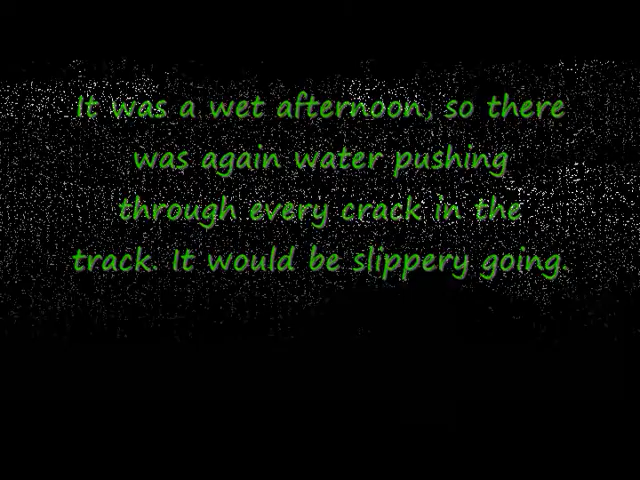 It was a wet afternoon, so there
was again water pushing
through every crack in the
track. It would be slippery going.